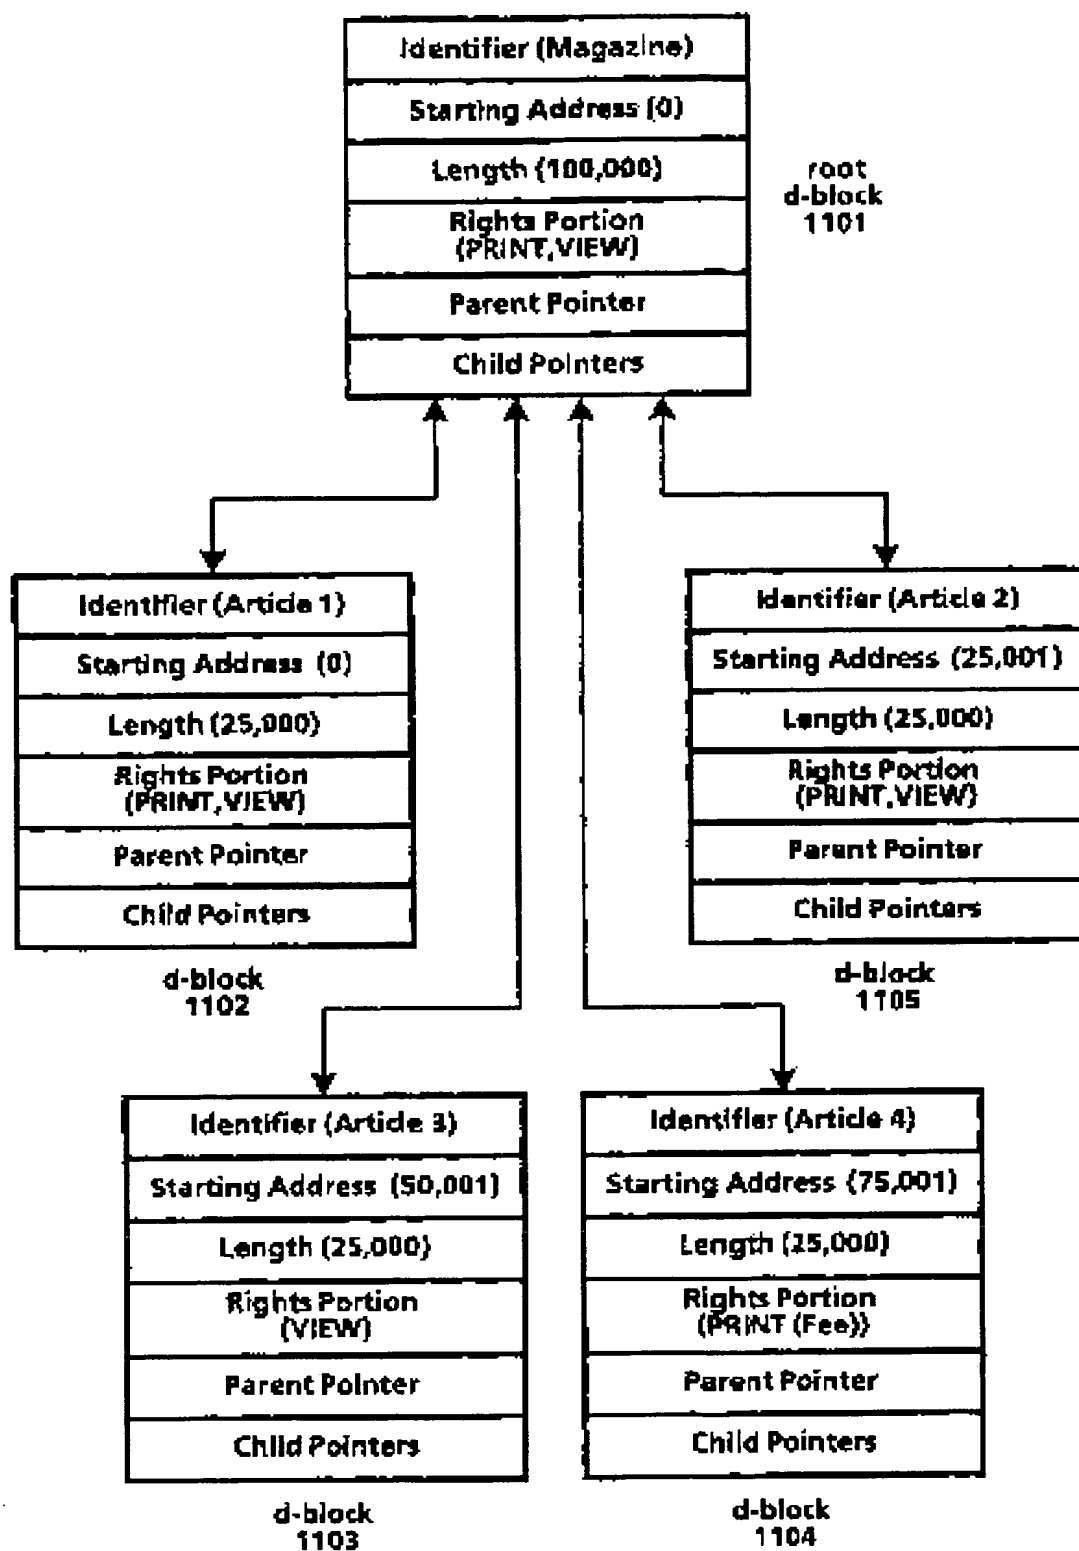 Identifier (Magazine)
Starting Address (0)
Length (100,000)
Rights Portion
(PRINT,VIEW)
Parent Pointer
Child Pointers
root
d-block
1101
Identifier (Article 1)
Starting Address (0)
Length (25,000)
Rights Portion
(PRINT,VIEW)
Parent Pointer
Child Pointers
d-block
1102
Identifier (Article 2)
Starting Address (25,001)
Length (25,000)
Rights Portion
(PRINT,VIEW)
Parent Pointer
Child Pointers
d-block
1105
Identifier (Article 3)
Starting Address (50,001)
Length (25,000)
Rights Portion
(VIEW)
Parent Pointer
Child Pointers
d-block
1103
Identifier (Article 4)
Starting Address (75,001)
Length (25,000)
Rights Portion
(PRINT (Fee))
Parent Pointer
Child Pointers
d-block
1104